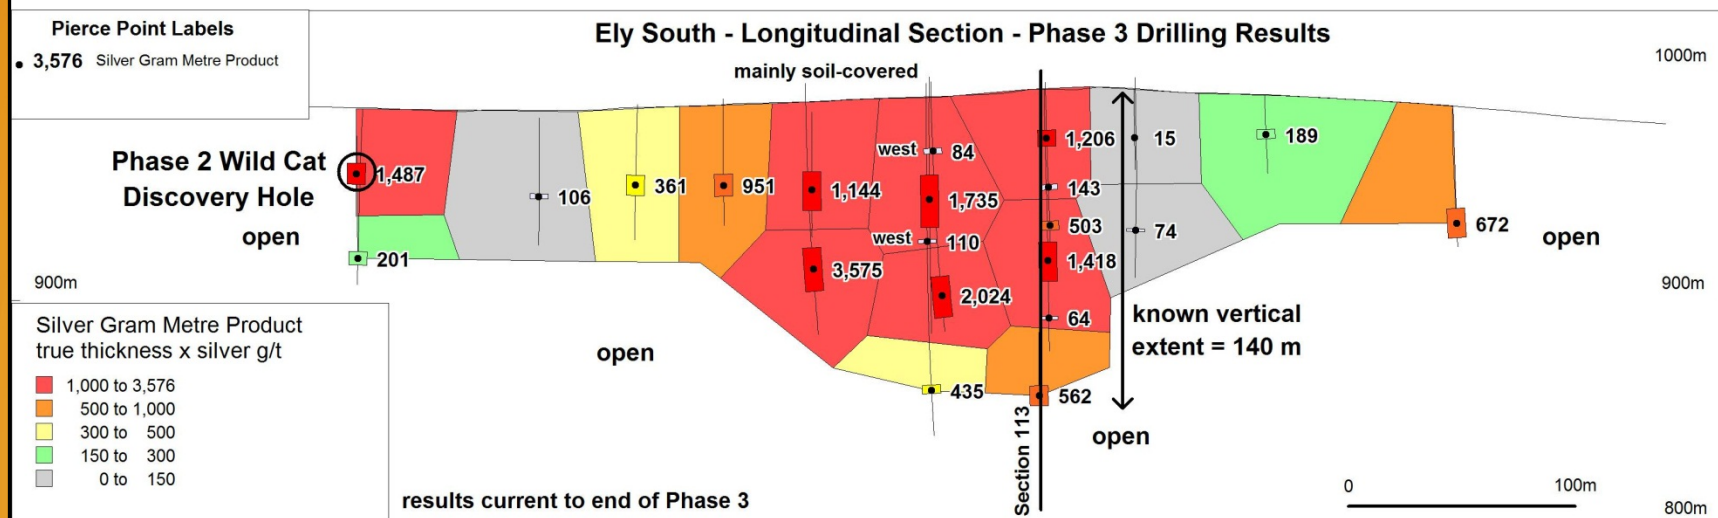 Pierce Point Labels
3,576 Silver Gram Metre Product
Ely South - Longitudinal Section - Phase 3 Drilling Results
1000m
mainly soil-covered
Phase 2 Wild Cat
Discovery Hole
open
1,487
201
106
361
951
1,144
3,575
west 84
1,735
west 110
2,024
435
1,206
143
503
1,418
64
562
15
74
189
672
open
900m
900m
known vertical
extent = 140 m
open
open
Section 113
Silver Gram Metre Product
true thickness x silver g/t
1,000 to 3,576
500 to 1,000
300 to 500
150 to 300
0 to 150
results current to end of Phase 3
0 100m
800m